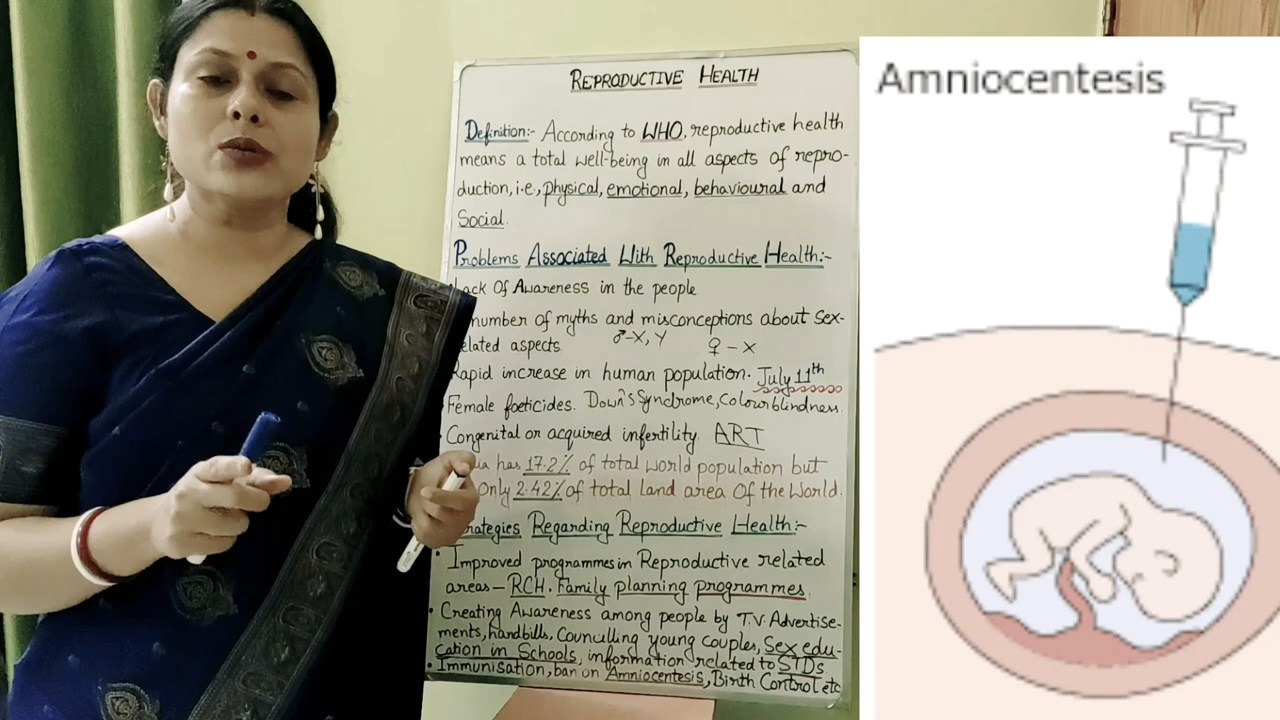 REPRODUCTIVE HEALTH
Definition:- According to WHO, reproductive health
means a total well-being in all aspects of repro-
duction, i.e., physical, emotional, behavioural and
Social.
Problems Associated With Reproductive Health:-
Lack Of Awareness in the people
number of myths and misconceptions about sex-
elated aspects ♂-X, Y ♀-X
Rapid increase in human population. July 11th
Female foeticides. Down's Syndrome, Colourblindness.
• Congenital or acquired infertility. ART
ia has 17.2% of total world population but
only 2.42% of total land area Of the World.
rategies Regarding Reproductive Health:-
• Improved programmes in Reproductive related
areas- RCH. Family planning programmes.
• Creating Awareness among people by T.V. Advertise-
ments, handbills, Councilling young couples, Sex edu-
cation in Schools, information related to STDs
• Immunisation, ban on Amniocentesis, Birth Control etc
Amniocentesis